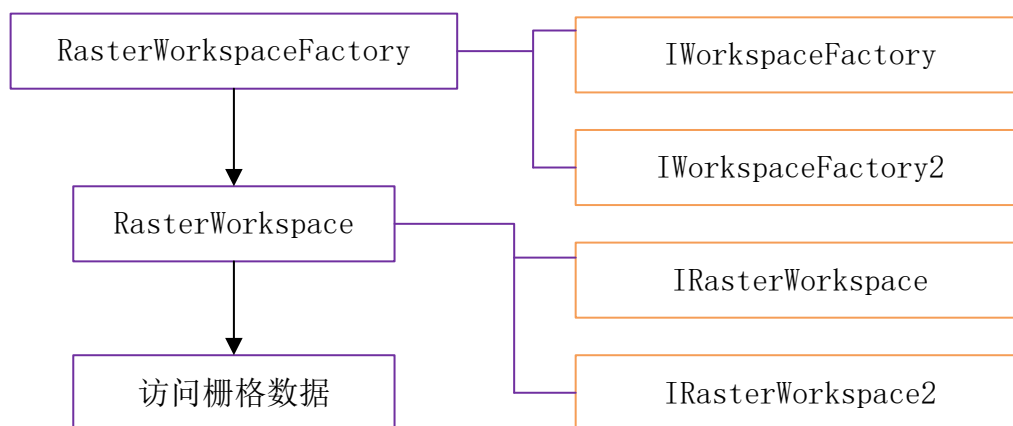 RasterWorkspaceFactory
IWorkspaceFactory
IWorkspaceFactory2
RasterWorkspace
IRasterWorkspace
访问栅格数据
IRasterWorkspace2